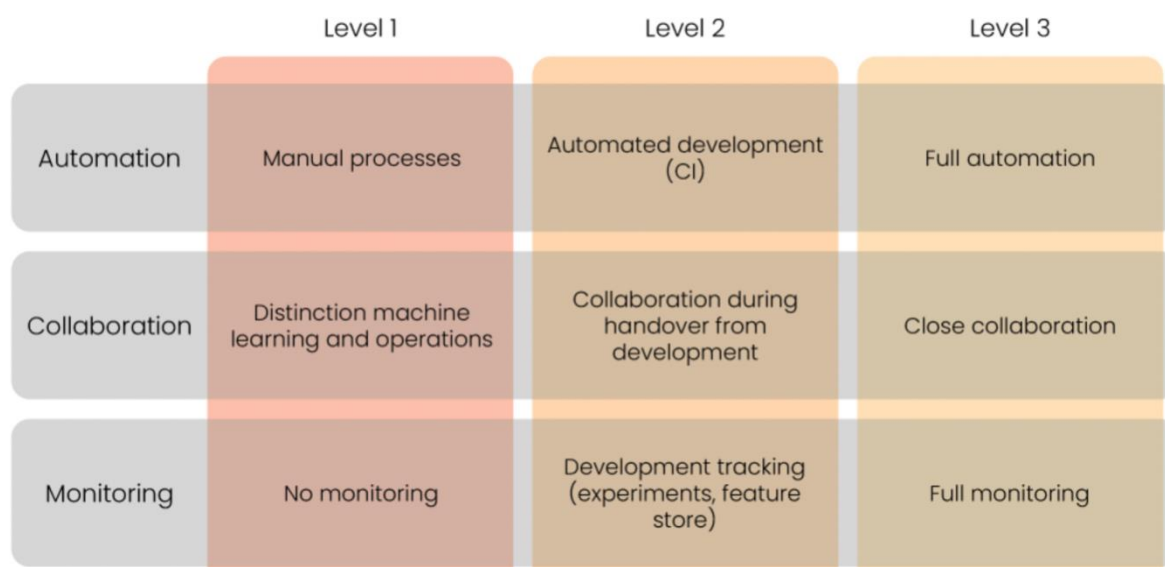 Level 1
Level 2
Level 3
Automation
Manual processes
Automated development
(CI)
Full automation
Collaboration
Distinction machine
learning and operations
Collaboration during
handover from
development
Close collaboration
Monitoring
No monitoring
Development tracking
(experiments, feature
store)
Full monitoring